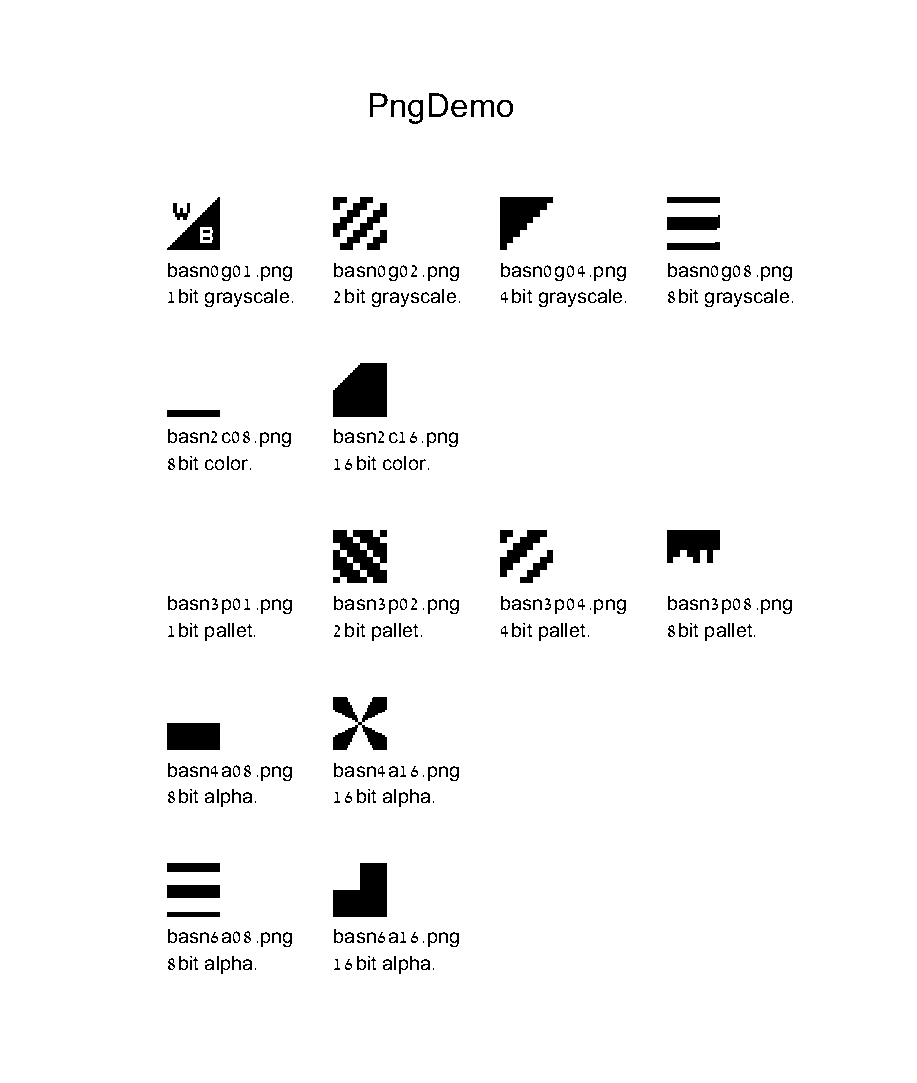 PngDemo
W
B
basn0g01.png
1bit grayscale.
basn0g02.png
2bit grayscale.
basn0g04.png
4bit grayscale.
basn0g08.png
8bit grayscale.
basn2c08.png
8bit color.
basn2c16.png
16bit color.
basn3p01.png
1bit pallet.
basn3p02.png
2bit pallet.
basn3p04.png
4bit pallet.
basn3p08.png
8bit pallet.
basn4a08.png
8bit alpha.
basn4a16.png
16bit alpha.
basn6a08.png
8bit alpha.
basn6a16.png
16bit alpha.